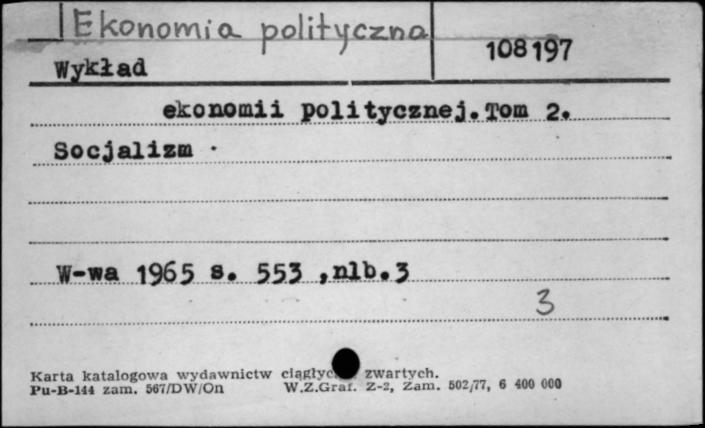 Ekonomia polityczna
108197
Wykład
ekonomii politycznej.Tom 2.
Socjalizm .
W-wa 1965 s. 553 ,nlb.3
3
Karta katalogowa wydawnictw zwartych.
Pu-B-144 zam. 567/DW/On W.Z.Graf. Z-2, Zam. 502/77, 6 400 000